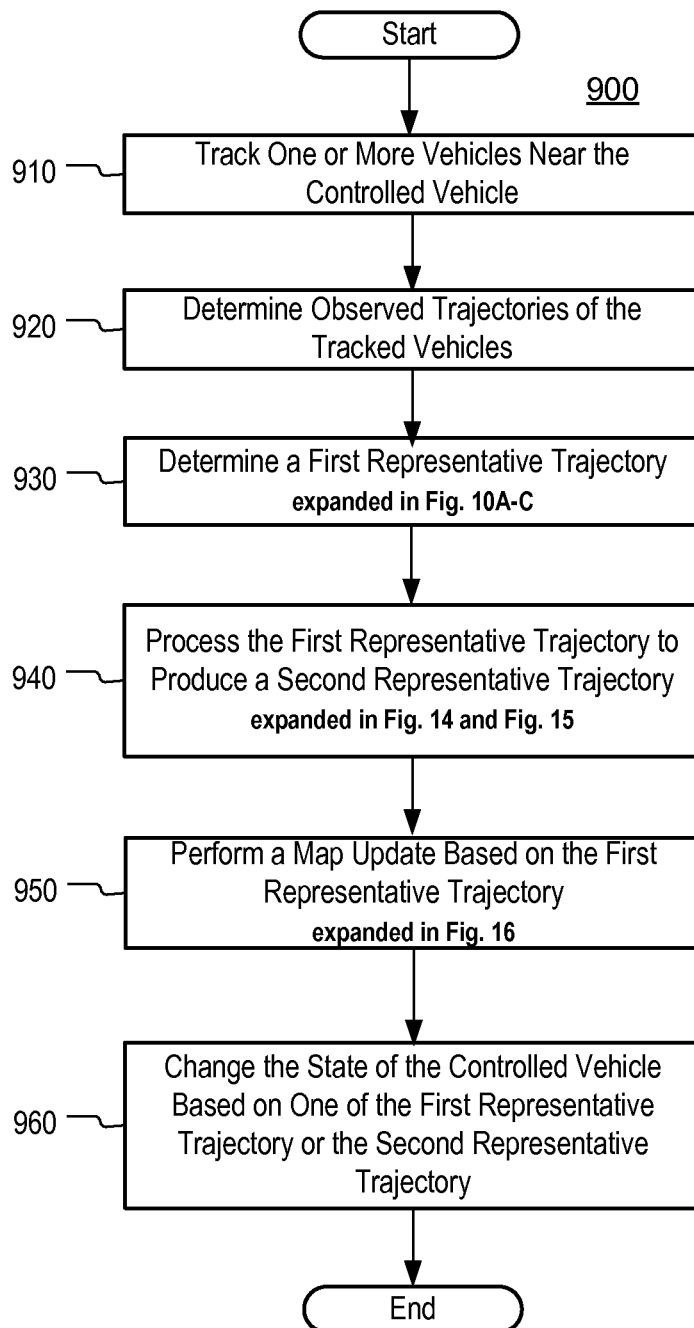 Start
900
910
Track One or More Vehicles Near the
Controlled Vehicle
920
Determine Observed Trajectories of the
Tracked Vehicles
930
Determine a First Representative Trajectory
expanded in Fig. 10A-C
940
Process the First Representative Trajectory to
Produce a Second Representative Trajectory
expanded in Fig. 14 and Fig. 15
950
Perform a Map Update Based on the First
Representative Trajectory
expanded in Fig. 16
960
Change the State of the Controlled Vehicle
Based on One of the First Representative
Trajectory or the Second Representative
Trajectory
End